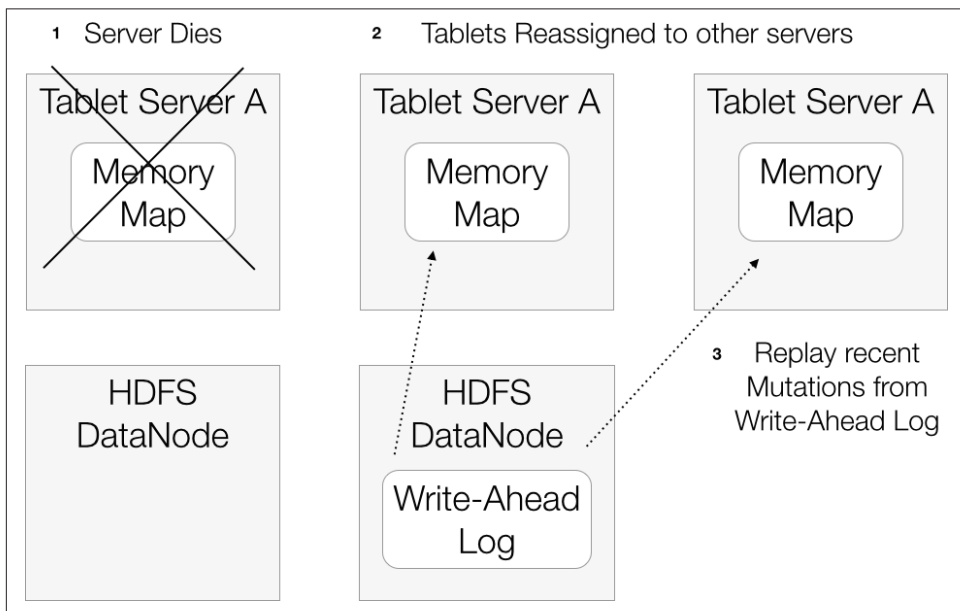 1 Server Dies
2 Tablets Reassigned to other servers
Tablet Server A
Memory
Map
Tablet Server A
Memory
Map
Tablet Server A
Memory
Map
3 Replay recent
Mutations from
Write-Ahead Log
HDFS
DataNode
HDFS
DataNode
Write-Ahead
Log